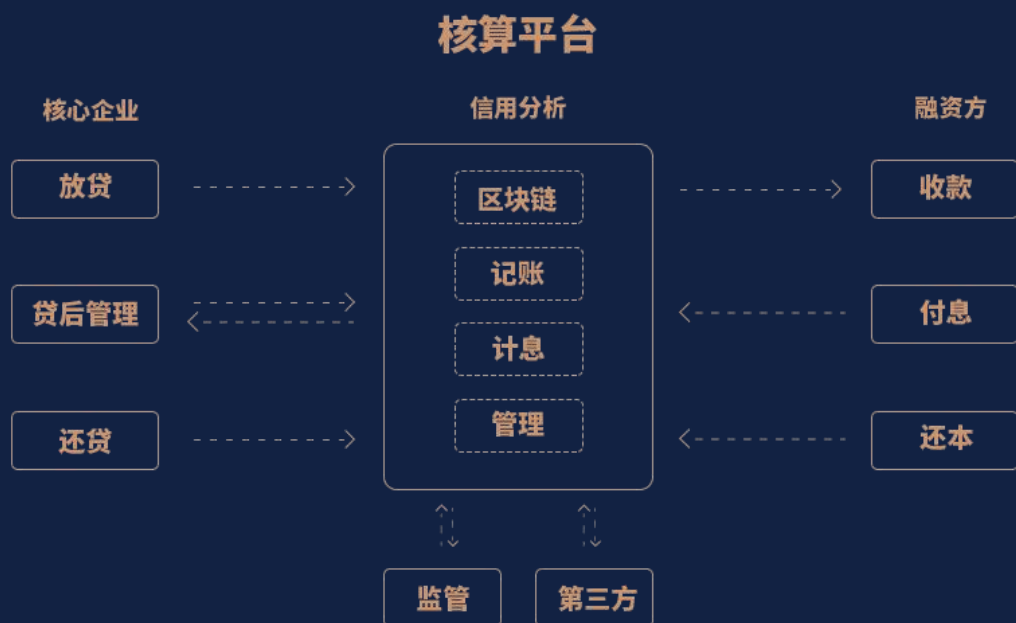 核算平台
核心企业
信用分析
融资方
放贷
区块链
收款
记账
贷后管理
付息
计息
还贷
管理
还本
监管
第三方